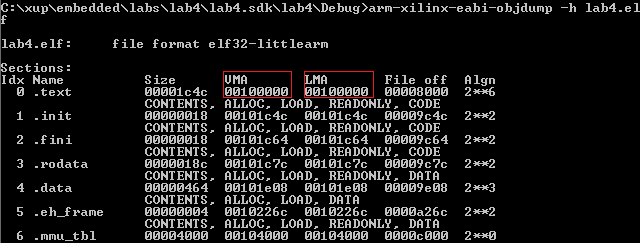 C:\xup\embedded\labs\lab4\lab4.sdk\lab4\Debug>arm-xilinx-eabi-objdump -h lab4.el
f
lab4.elf:     file format elf32-littlearm
Sections:
Idx Name          Size      VMA       LMA       File off  Algn
  0 .text         00001c4c  00100000  00100000  00008000  2**6
                  CONTENTS, ALLOC, LOAD, READONLY, CODE
  1 .init         00000018  00101c4c  00101c4c  00009c4c  2**2
                  CONTENTS, ALLOC, LOAD, READONLY, CODE
  2 .fini         00000018  00101c64  00101c64  00009c64  2**2
                  CONTENTS, ALLOC, LOAD, READONLY, CODE
  3 .rodata       0000018c  00101c7c  00101c7c  00009c7c  2**2
                  CONTENTS, ALLOC, LOAD, READONLY, DATA
  4 .data         00000464  00101e08  00101e08  00009e08  2**3
                  CONTENTS, ALLOC, LOAD, DATA
  5 .eh_frame     00000004  0010226c  0010226c  0000a26c  2**2
                  CONTENTS, ALLOC, LOAD, READONLY, DATA
  6 .mmu_tbl      00004000  00104000  00104000  0000c000  2**0